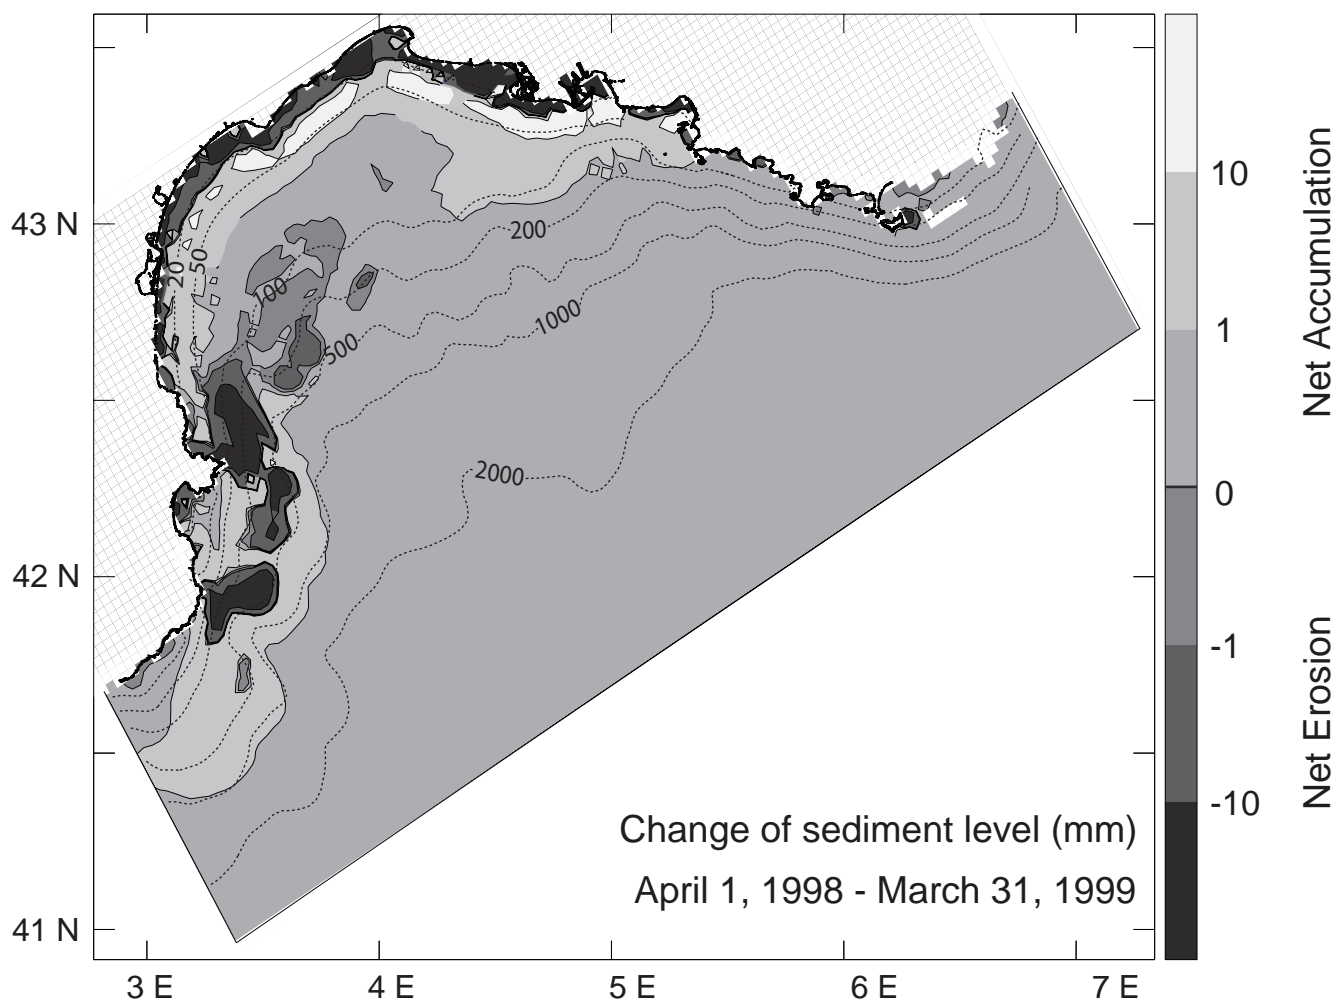 43 N
42 N
41 N
3 E
4 E
5 E
6 E
7 E
20
50
100
200
500
1000
2000
Change of sediment level (mm)
April 1, 1998 - March 31, 1999
10
1
0
-1
-10
Net Accumulation
Net Erosion